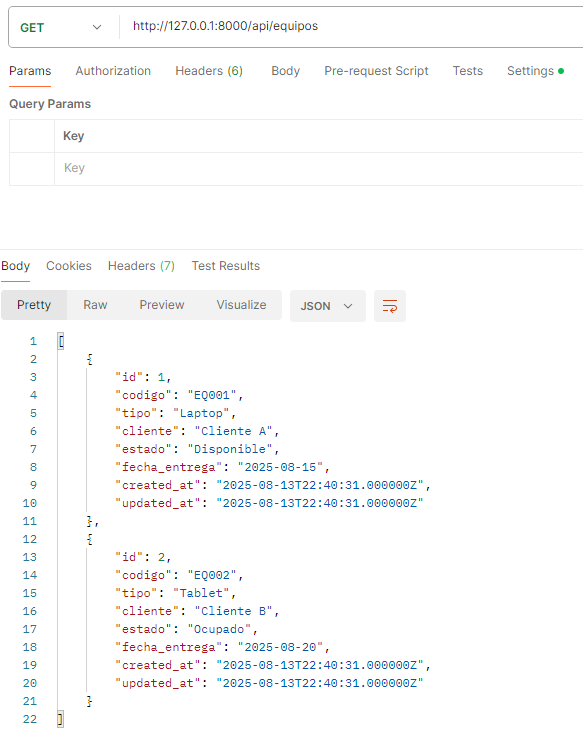 GET http://127.0.0.1:8000/api/equipos
Params Authorization Headers (6) Body Pre-request Script Tests Settings
Query Params
Key
Key
Body Cookies Headers (7) Test Results
Pretty Raw Preview Visualize JSON
1 [
2 {
3 "id": 1,
4 "codigo": "EQ001",
5 "tipo": "Laptop",
6 "cliente": "Cliente A",
7 "estado": "Disponible",
8 "fecha_entrega": "2025-08-15",
9 "created_at": "2025-08-13T22:40:31.000000Z",
10 "updated_at": "2025-08-13T22:40:31.000000Z"
11 },
12 {
13 "id": 2,
14 "codigo": "EQ002",
15 "tipo": "Tablet",
16 "cliente": "Cliente B",
17 "estado": "Ocupado",
18 "fecha_entrega": "2025-08-20",
19 "created_at": "2025-08-13T22:40:31.000000Z",
20 "updated_at": "2025-08-13T22:40:31.000000Z"
21 }
22 ]